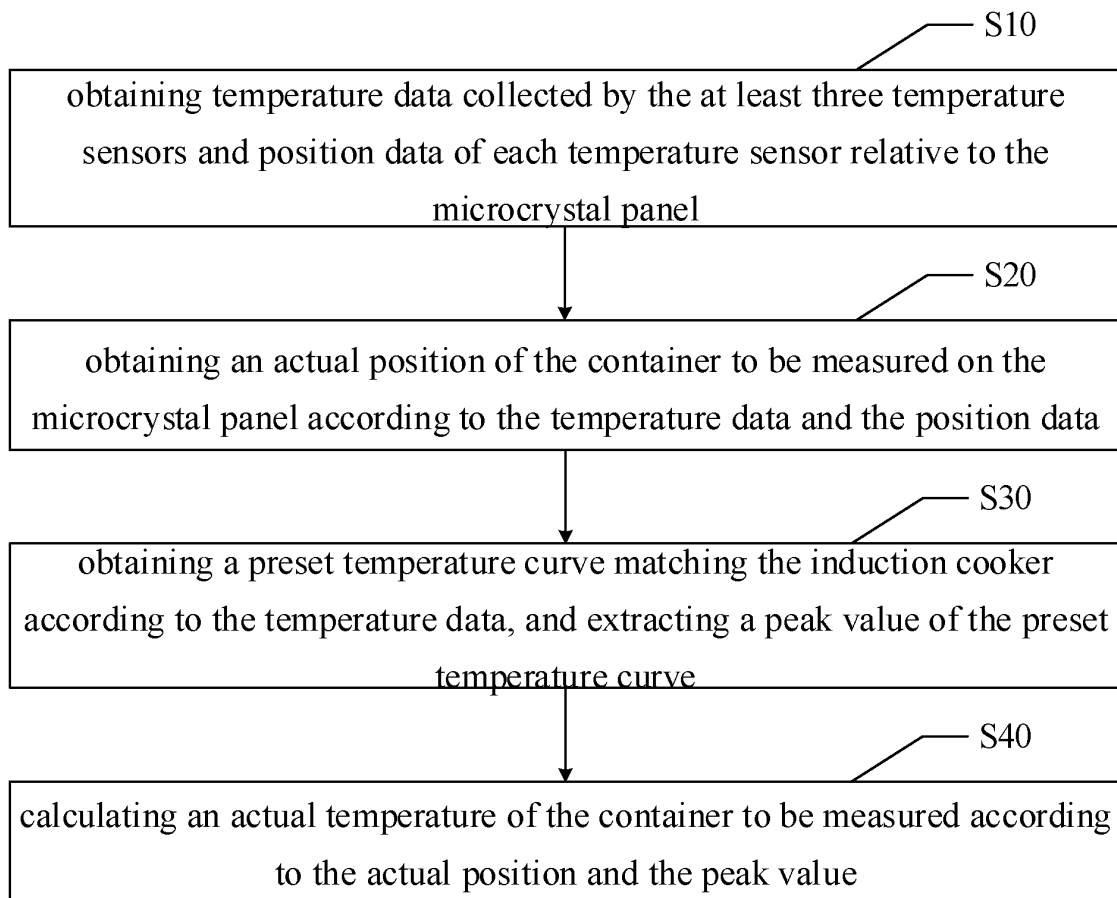 S10
obtaining temperature data collected by the at least three temperature
sensors and position data of each temperature sensor relative to the
microcrystal panel
S20
obtaining an actual position of the container to be measured on the
microcrystal panel according to the temperature data and the position data
S30
obtaining a preset temperature curve matching the induction cooker
according to the temperature data, and extracting a peak value of the preset
temperature curve
S40
calculating an actual temperature of the container to be measured according
to the actual position and the peak value